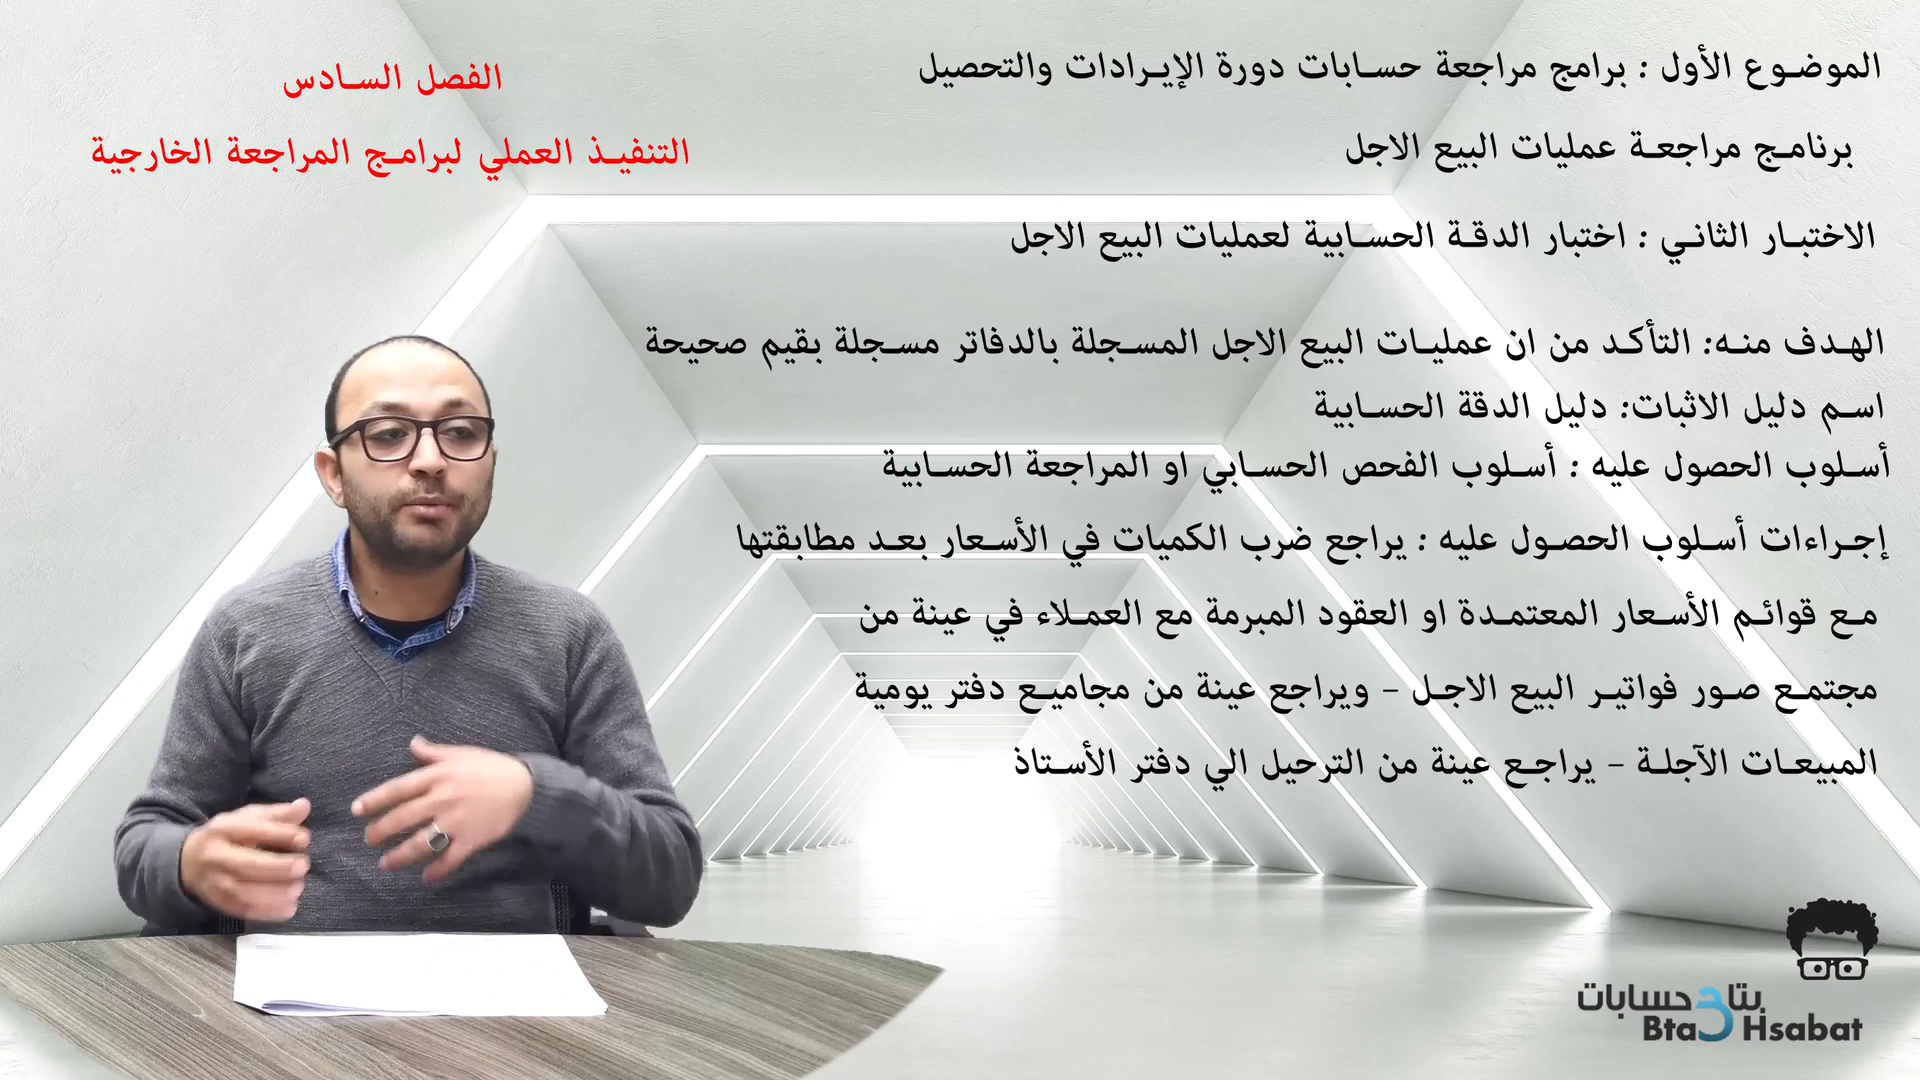 الموضوع الأول : برامج مراجعة حسابات دورة الإيرادات والتحصيل
الفصل السادس
التنفيذ العملي لبرامج المراجعة الخارجية
برنامج مراجعة عمليات البيع الاجل
الاختبار الثاني : اختبار الدقة الحسابية لعمليات البيع الاجل
الهدف منه: التأكد من ان عمليات البيع الاجل المسجلة بالدفاتر مسجلة بقيم صحيحة
اسم دليل الاثبات: دليل الدقة الحسابية
أسلوب الحصول عليه : أسلوب الفحص الحسابي او المراجعة الحسابية
إجراءات أسلوب الحصول عليه : يراجع ضرب الكميات في الأسعار بعد مطابقتها
مع قوائم الأسعار المعتمدة او العقود المبرمة مع العملاء في عينة من
مجتمع صور فواتير البيع الاجل – ويراجع عينة من مجاميع دفتر يومية
المبيعات الآجلة – يراجع عينة من الترحيل الي دفتر الأستاذ
بتاع حسابات
Bta3 Hsabat